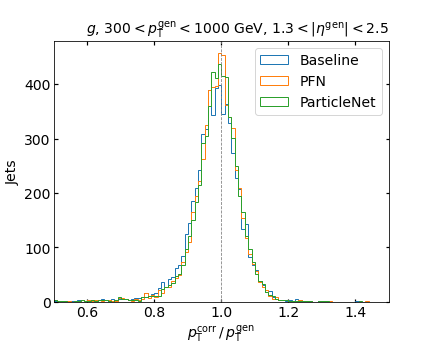 g, 300 < p_T^gen < 1000 GeV, 1.3 < |η^gen| < 2.5
Baseline
PFN
ParticleNet
400
300
200
100
0
Jets
0.6 0.8 1.0 1.2 1.4
p_T^corr / p_T^gen